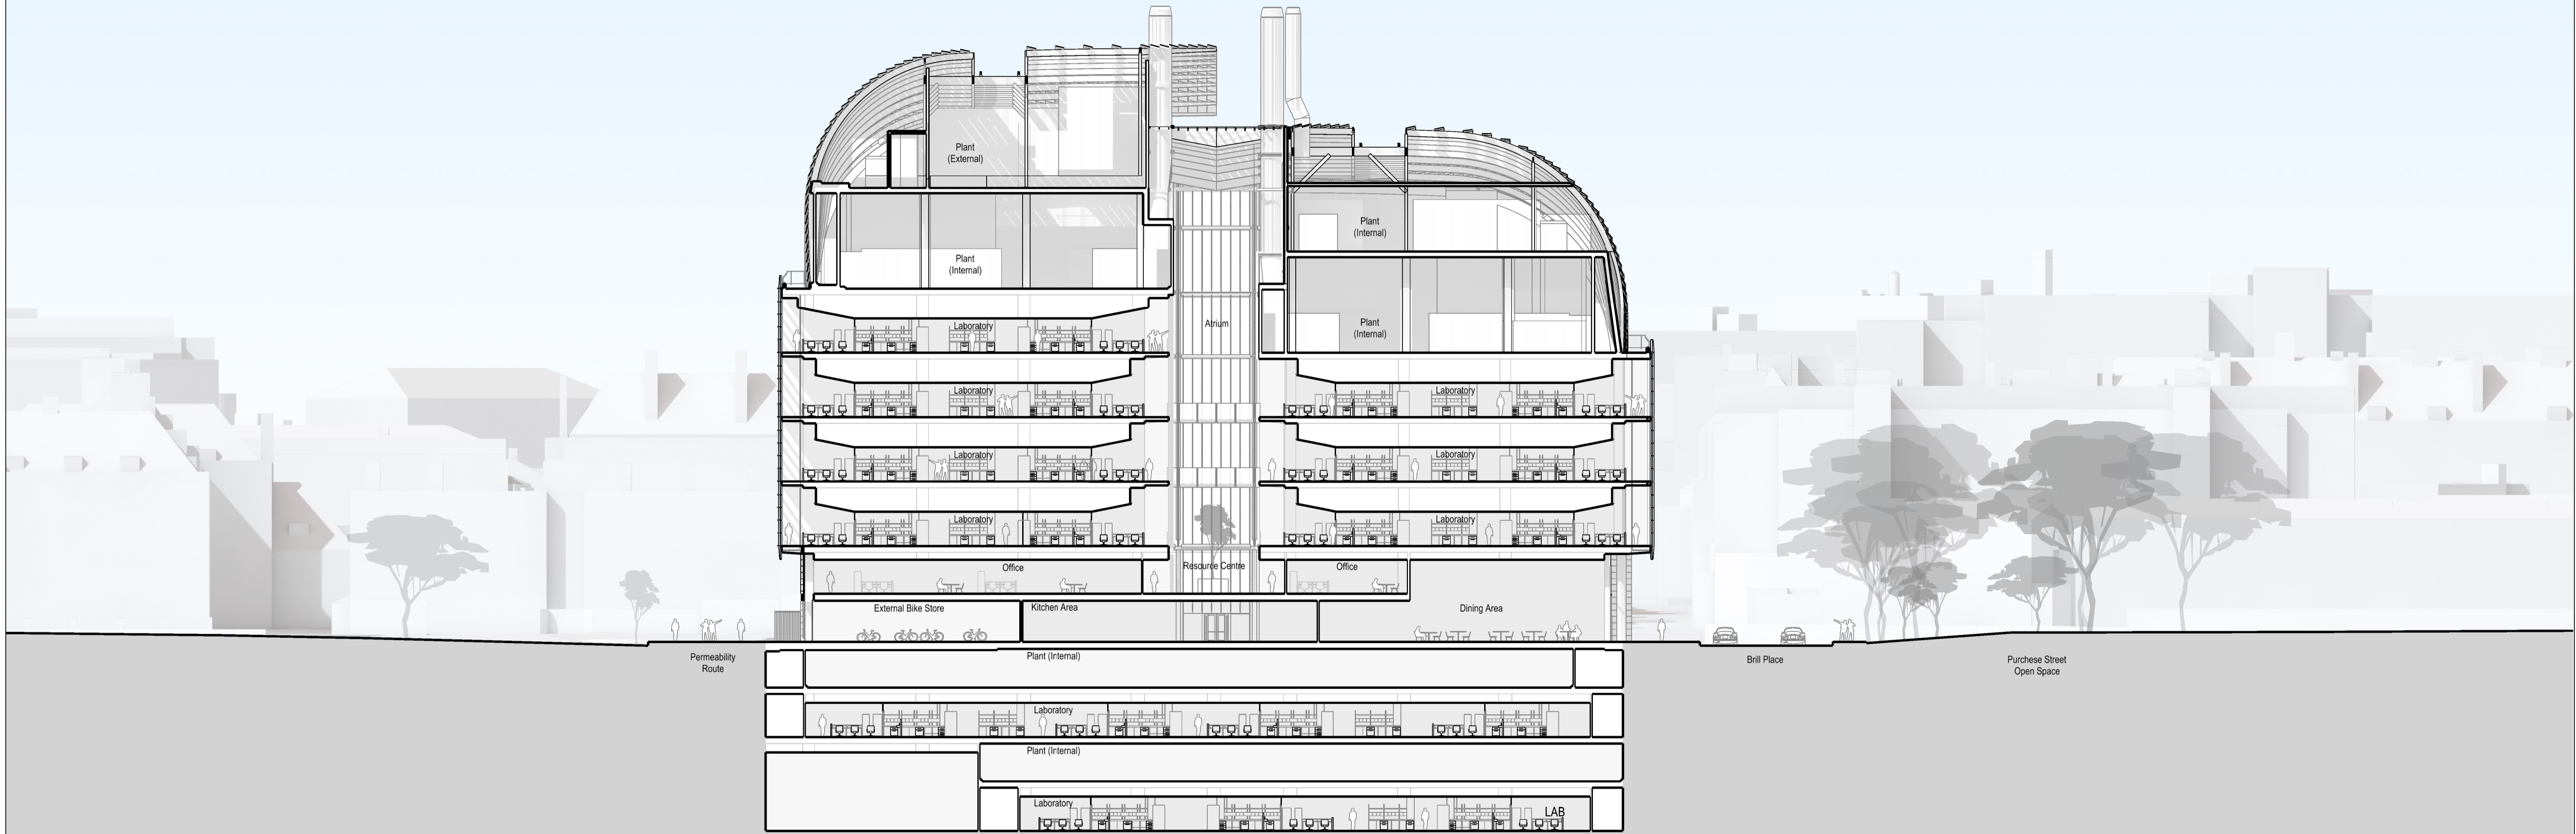 Plant
(External)
Plant
(Internal)
Plant
(Internal)
Plant
(Internal)
Atrium
Laboratory
Laboratory
Laboratory
Laboratory
Laboratory
Laboratory
Laboratory
Office
Resource Centre
Office
External Bike Store
Kitchen Area
Dining Area
Permeability
Route
Plant (Internal)
Brill Place
Purchese Street
Open Space
Laboratory
Plant (Internal)
Laboratory
LAB